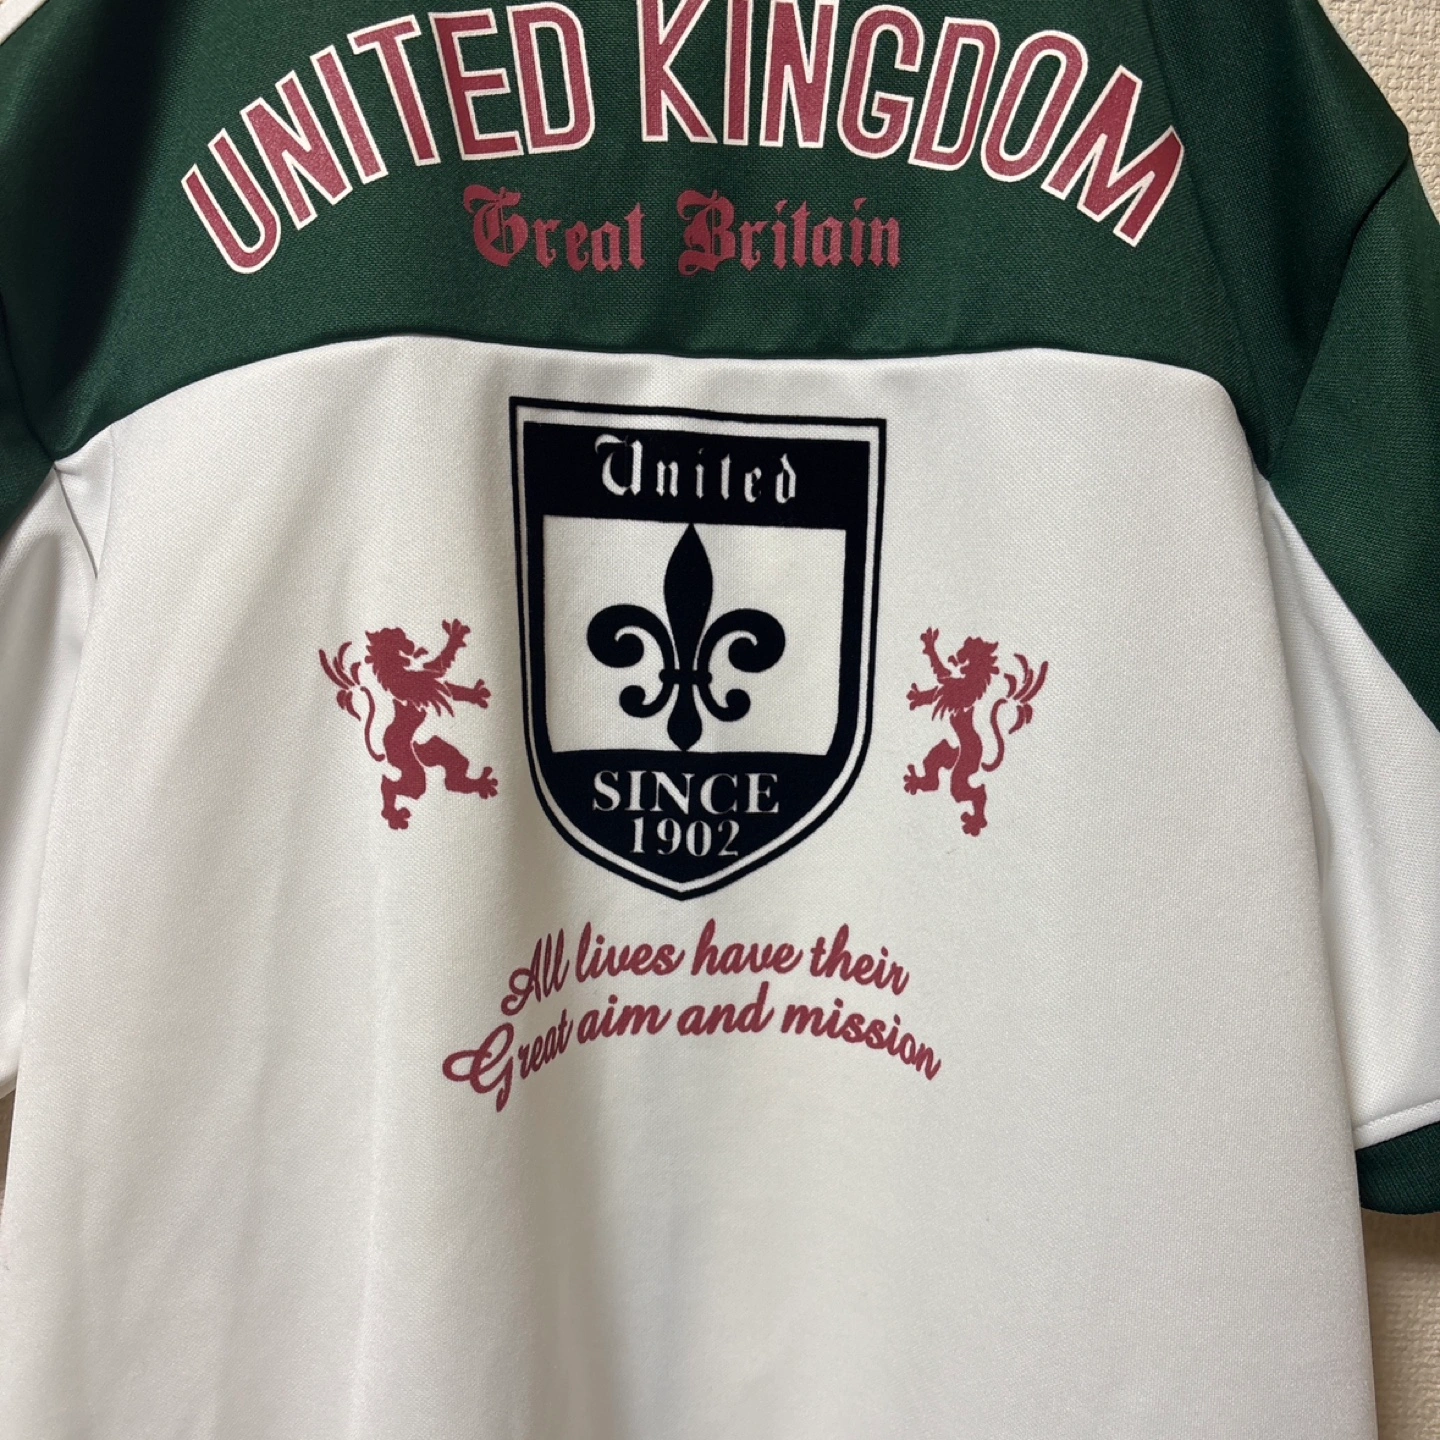 UNITED KINGDOM
Great Britain
United
SINCE
1902
All lives have their
Great aim and mission